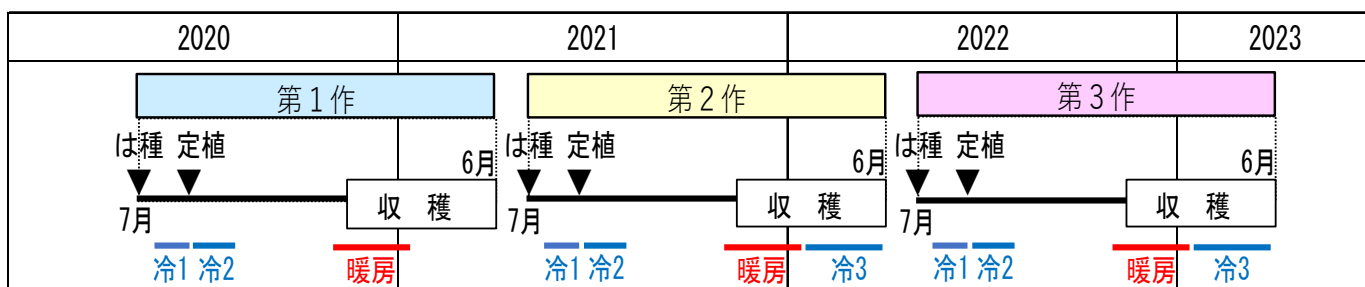 2020 2021 2022 2023
第1作 第2作 第3作
は種 定植 6月 は種 定植 6月 は種 定植 6月
7月 収 穫 7月 収 穫 7月 収 穫
冷1 冷2 暖房 冷1 冷2 暖房 冷3 冷1 冷2 暖房 冷3